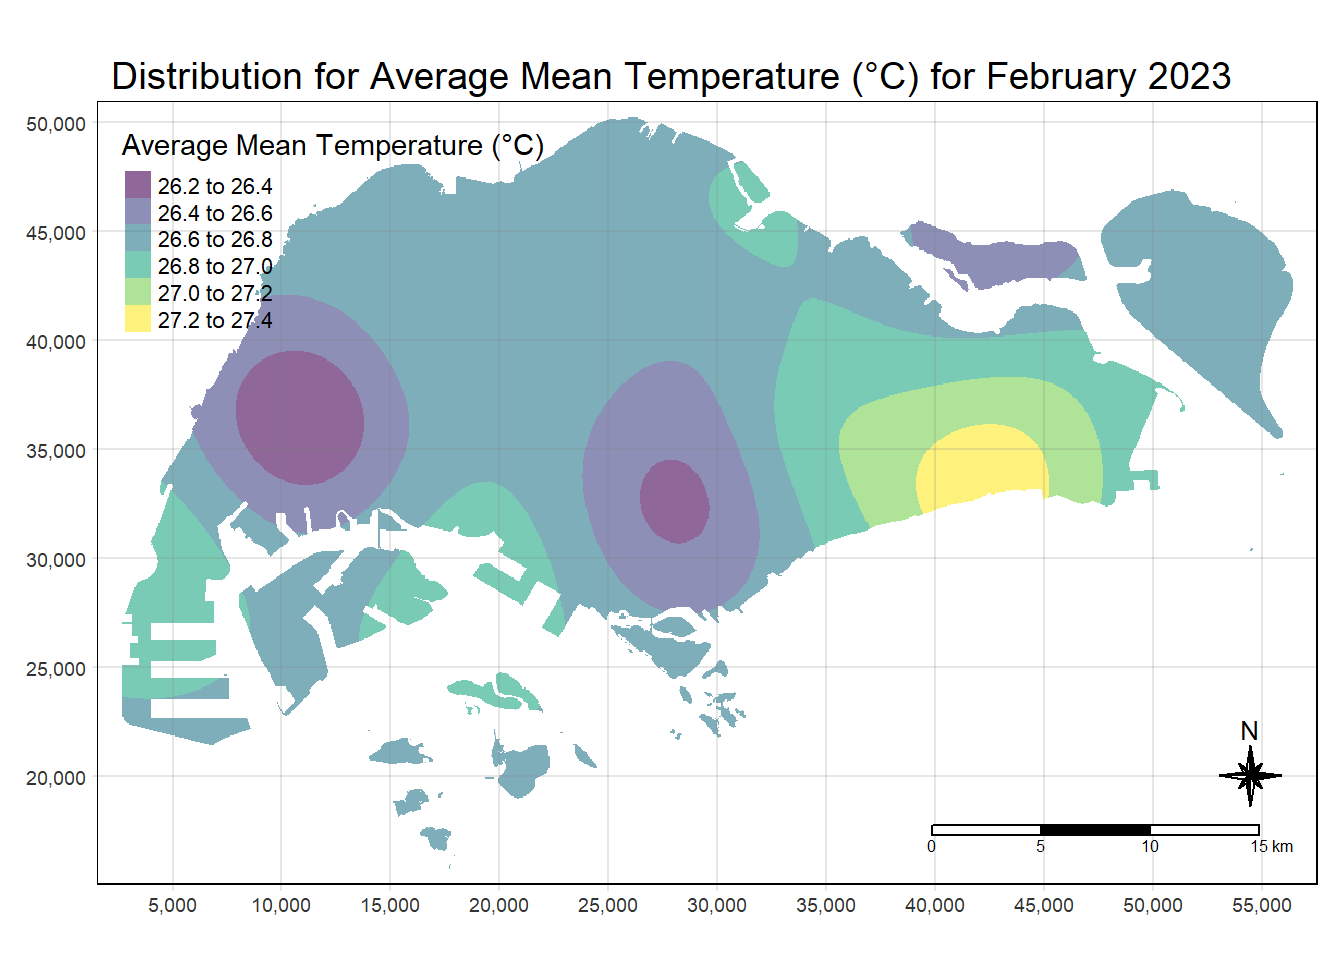 Distribution for Average Mean Temperature (°C) for February 2023
Average Mean Temperature (°C)
26.2 to 26.4
26.4 to 26.6
26.6 to 26.8
26.8 to 27.0
27.0 to 27.2
27.2 to 27.4
50,000
45,000
40,000
35,000
30,000
25,000
20,000
N
0 5 10 15 km
5,000 10,000 15,000 20,000 25,000 30,000 35,000 40,000 45,000 50,000 55,000